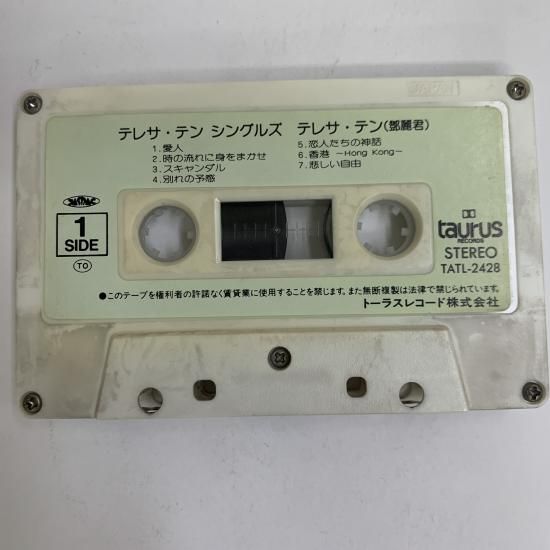 JAPAN
テレサ・テン シングルズ テレサ・テン(鄧麗君)
1.愛人
2.時の流れに身をまかせ
3.スキャンダル
4.別れの予感
5.恋人たちの神話
6.香港 ～Hong Kong～
7.悲しい自由
JASRAC
1
SIDE
TO
taurus
RECORDS
STEREO
TATL-2428
●このテープを権利者の許諾なく賃貸業に使用することを禁じます。また無断複製は法律で禁じられています。
トーラスレコード株式会社